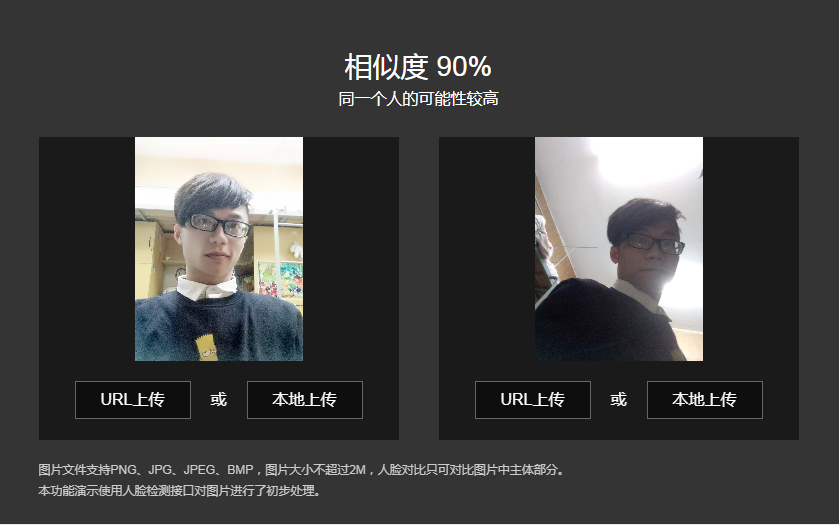 相似度 90%
同一个人的可能性较高
URL上传 或 本地上传 URL上传 或 本地上传
图片文件支持PNG、JPG、JPEG、BMP，图片大小不超过2M，人脸对比只可对比图片中主体部分。
本功能演示使用人脸检测接口对图片进行了初步处理。